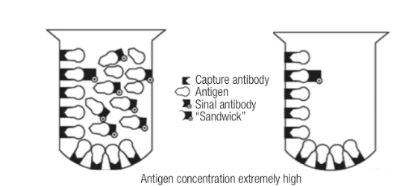 Capture antibody
Antigen
Sinal antibody
"Sandwick"
Antigen concentration extremely high